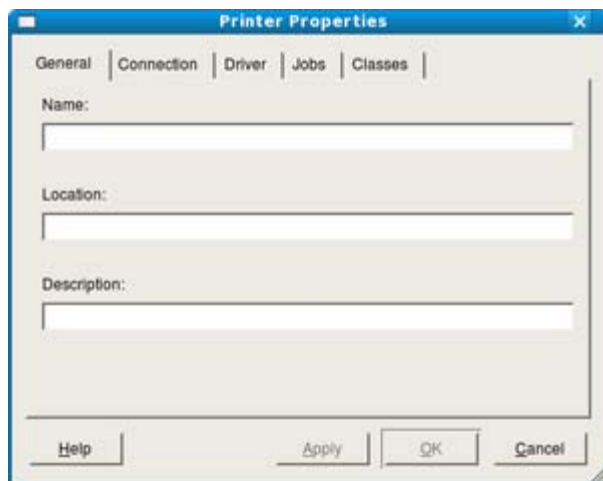 Printer Properties
General Connection Driver Jobs Classes
Name:
Location:
Description:
Help Apply OK Cancel